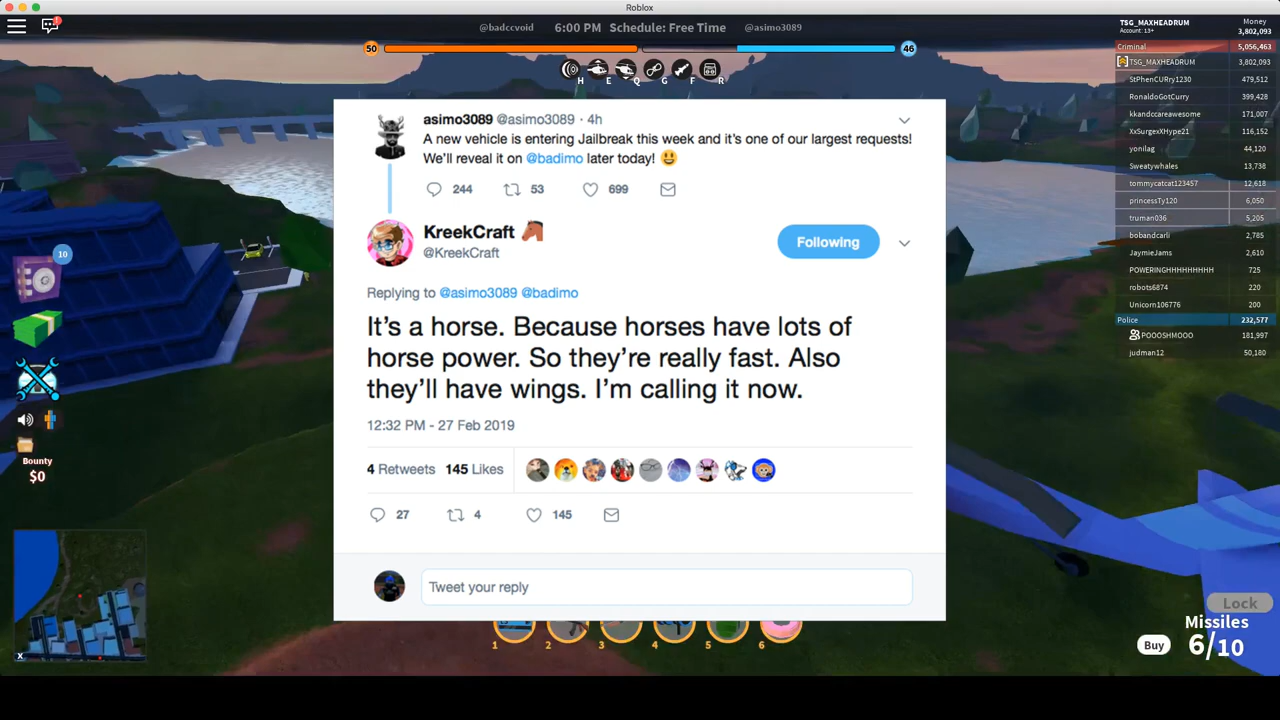 Roblox
@badccvoid 6:00 PM Schedule: Free Time @asimo3089
50 46
H E Q G F R
TSG_MAXHEADRUM Money
Account: 13+ 3,802,093
Criminal 5,056,463
TSG_MAXHEADRUM 3,802,093
StPhenCURry1230 479,512
RonaldoGotCurry 399,428
kkandccareawesome 171,007
XxSurgexXHype21 116,152
yonilag 44,120
Sweatywhales 13,738
tommycatcat123457 12,618
princessTy120 6,050
truman036 5,205
bobandcarli 2,785
JaymieJams 2,610
POWERINGHHHHHHHH 725
robots6874 220
Unicorn106776 200
Police 232,577
POOOSHMOOO 181,997
judman12 50,180
asimo3089 @asimo3089 · 4h
A new vehicle is entering Jailbreak this week and it's one of our largest requests!
We'll reveal it on @badimo later today! 😃
244 53 699
KreekCraft 🐴
@KreekCraft
Following
Replying to @asimo3089 @badimo
It's a horse. Because horses have lots of
horse power. So they're really fast. Also
they'll have wings. I'm calling it now.
12:32 PM - 27 Feb 2019
4 Retweets 145 Likes
27 4 145
Tweet your reply
10
Bounty
$0
X
1 2 3 4 5 6
Lock
Missiles
Buy 6/10